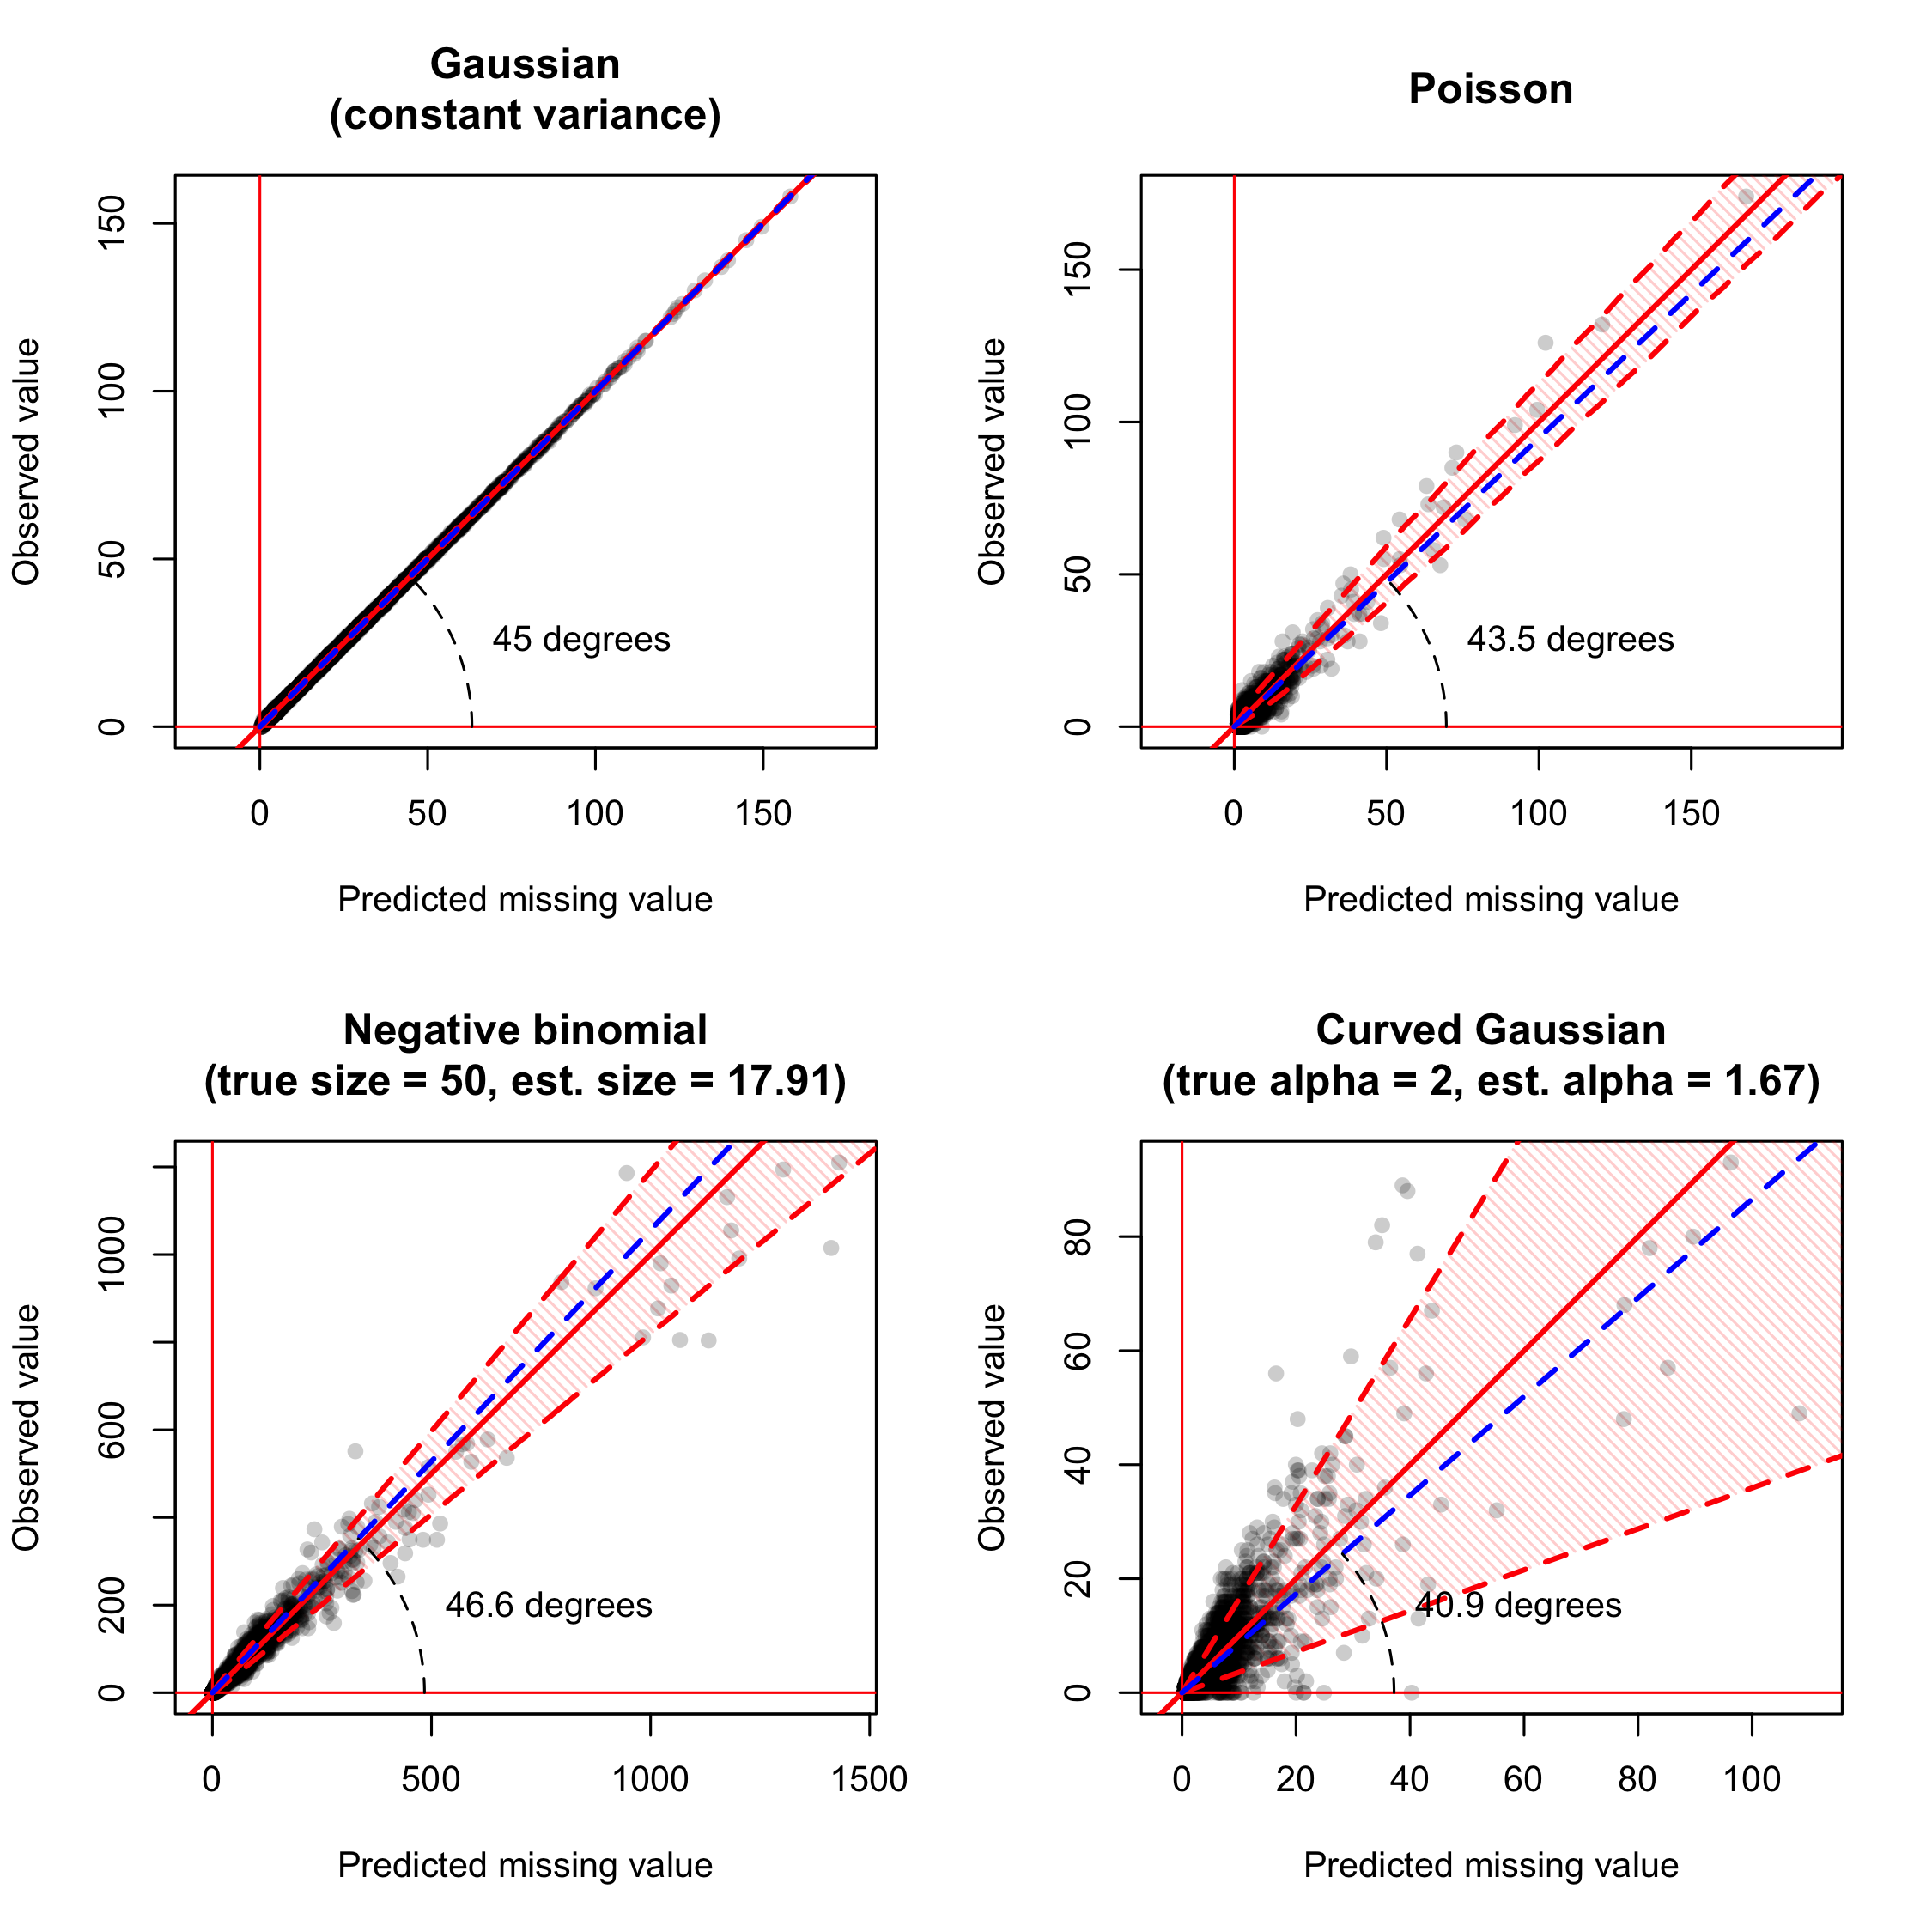 Gaussian
(constant variance)
Observed value
150
100
50
0
45 degrees
0 50 100 150
Predicted missing value
Poisson
Observed value
150
100
50
0
43.5 degrees
0 50 100 150
Predicted missing value
Negative binomial
(true size = 50, est. size = 17.91)
Observed value
1000
600
200
0
46.6 degrees
0 500 1000 1500
Predicted missing value
Curved Gaussian
(true alpha = 2, est. alpha = 1.67)
Observed value
80
60
40
20
0
40.9 degrees
0 20 40 60 80 100
Predicted missing value